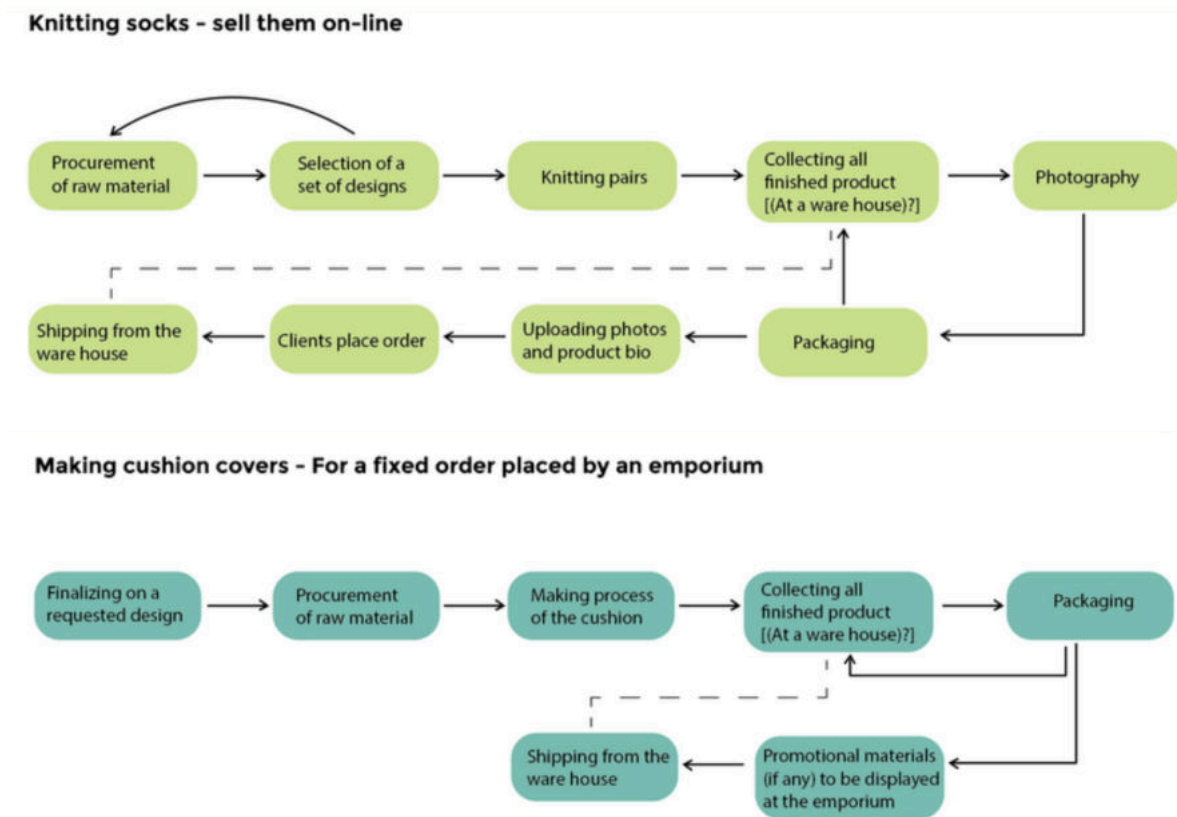 Knitting socks - sell them on-line
Procurement
of raw material
Selection of a
set of designs
Knitting pairs
Collecting all
finished product
[(At a ware house)?]
Photography
Shipping from the
ware house
Clients place order
Uploading photos
and product bio
Packaging
Making cushion covers - For a fixed order placed by an emporium
Finalizing on a
requested design
Procurement
of raw material
Making process
of the cushion
Collecting all
finished product
[(At a ware house)?]
Packaging
Shipping from the
ware house
Promotional materials
(if any) to be displayed
at the emporium